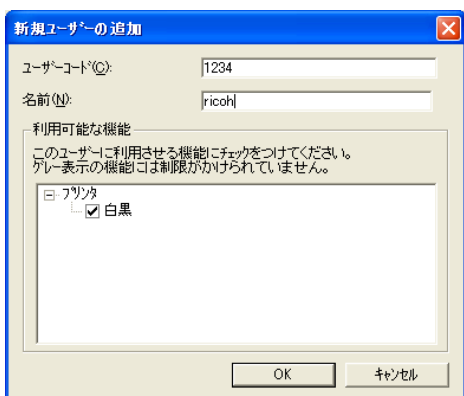 新規ユーザーの追加
ユーザーコード(C): 1234
名前(N): ricoh
利用可能な機能
このユーザーに利用させる機能にチェックをつけてください。
グレー表示の機能には制限がかけられていません。
プリンタ
白黒
OK キャンセル